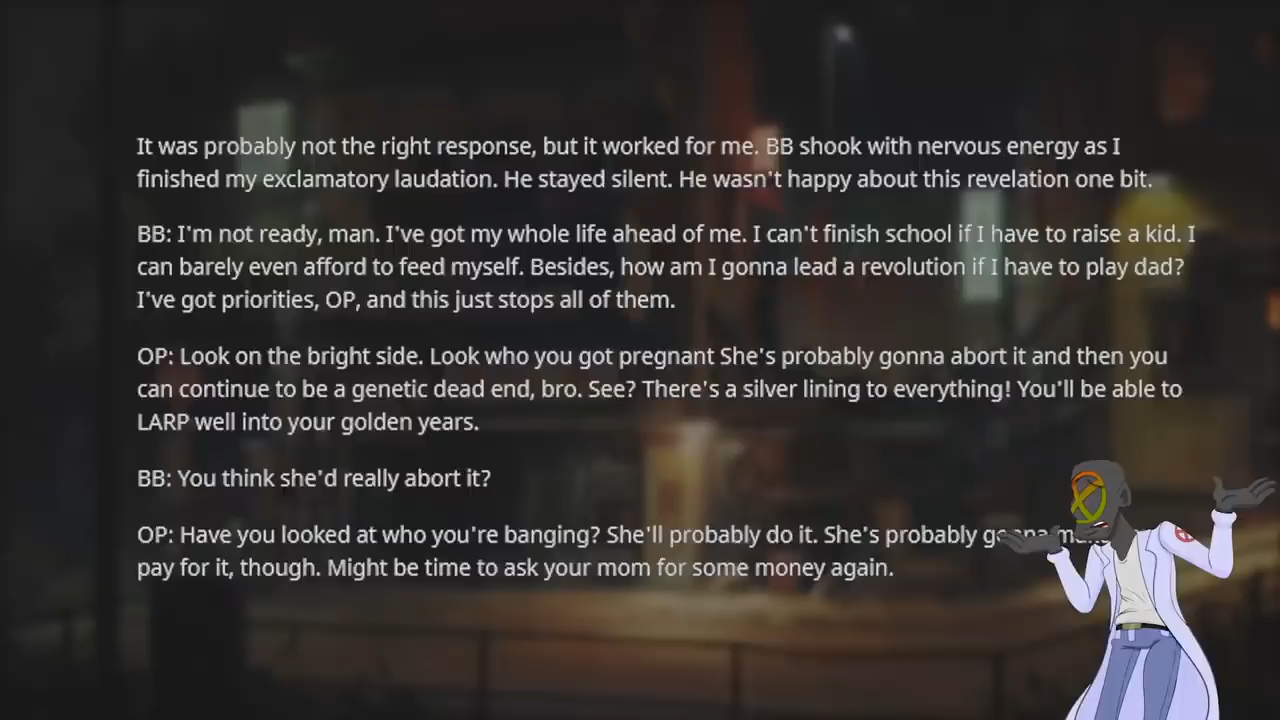 It was probably not the right response, but it worked for me. BB shook with nervous energy as I
finished my exclamatory laudation. He stayed silent. He wasn't happy about this revelation one bit.
BB: I'm not ready, man. I've got my whole life ahead of me. I can't finish school if I have to raise a kid. I
can barely even afford to feed myself. Besides, how am I gonna lead a revolution if I have to play dad?
I've got priorities, OP, and this just stops all of them.
OP: Look on the bright side. Look who you got pregnant She's probably gonna abort it and then you
can continue to be a genetic dead end, bro. See? There's a silver lining to everything! You'll be able to
LARP well into your golden years.
BB: You think she'd really abort it?
OP: Have you looked at who you're banging? She'll probably do it. She's probably
pay for it, though. Might be time to ask your mom for some money again.